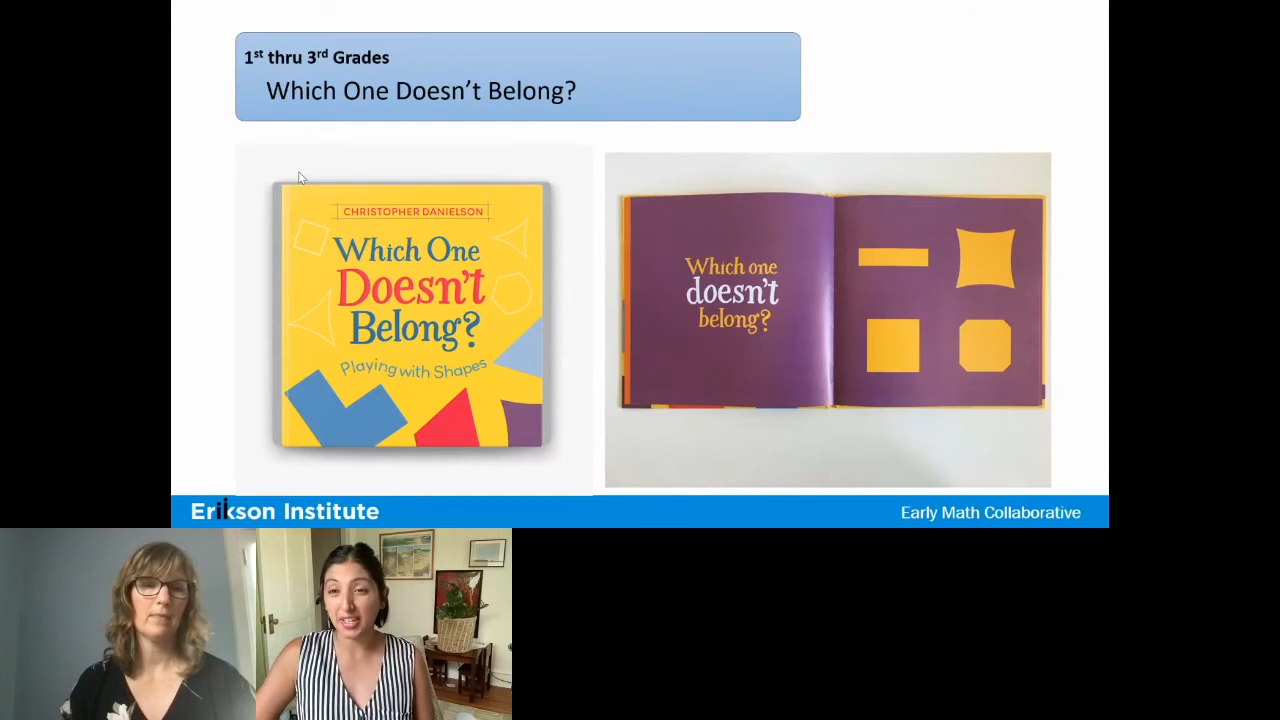 1st thru 3rd Grades
Which One Doesn't Belong?
CHRISTOPHER DANIELSON
Which One
Doesn't
Belong?
Playing with Shapes
Which one
doesn't
belong?
Erikson Institute
Early Math Collaborative